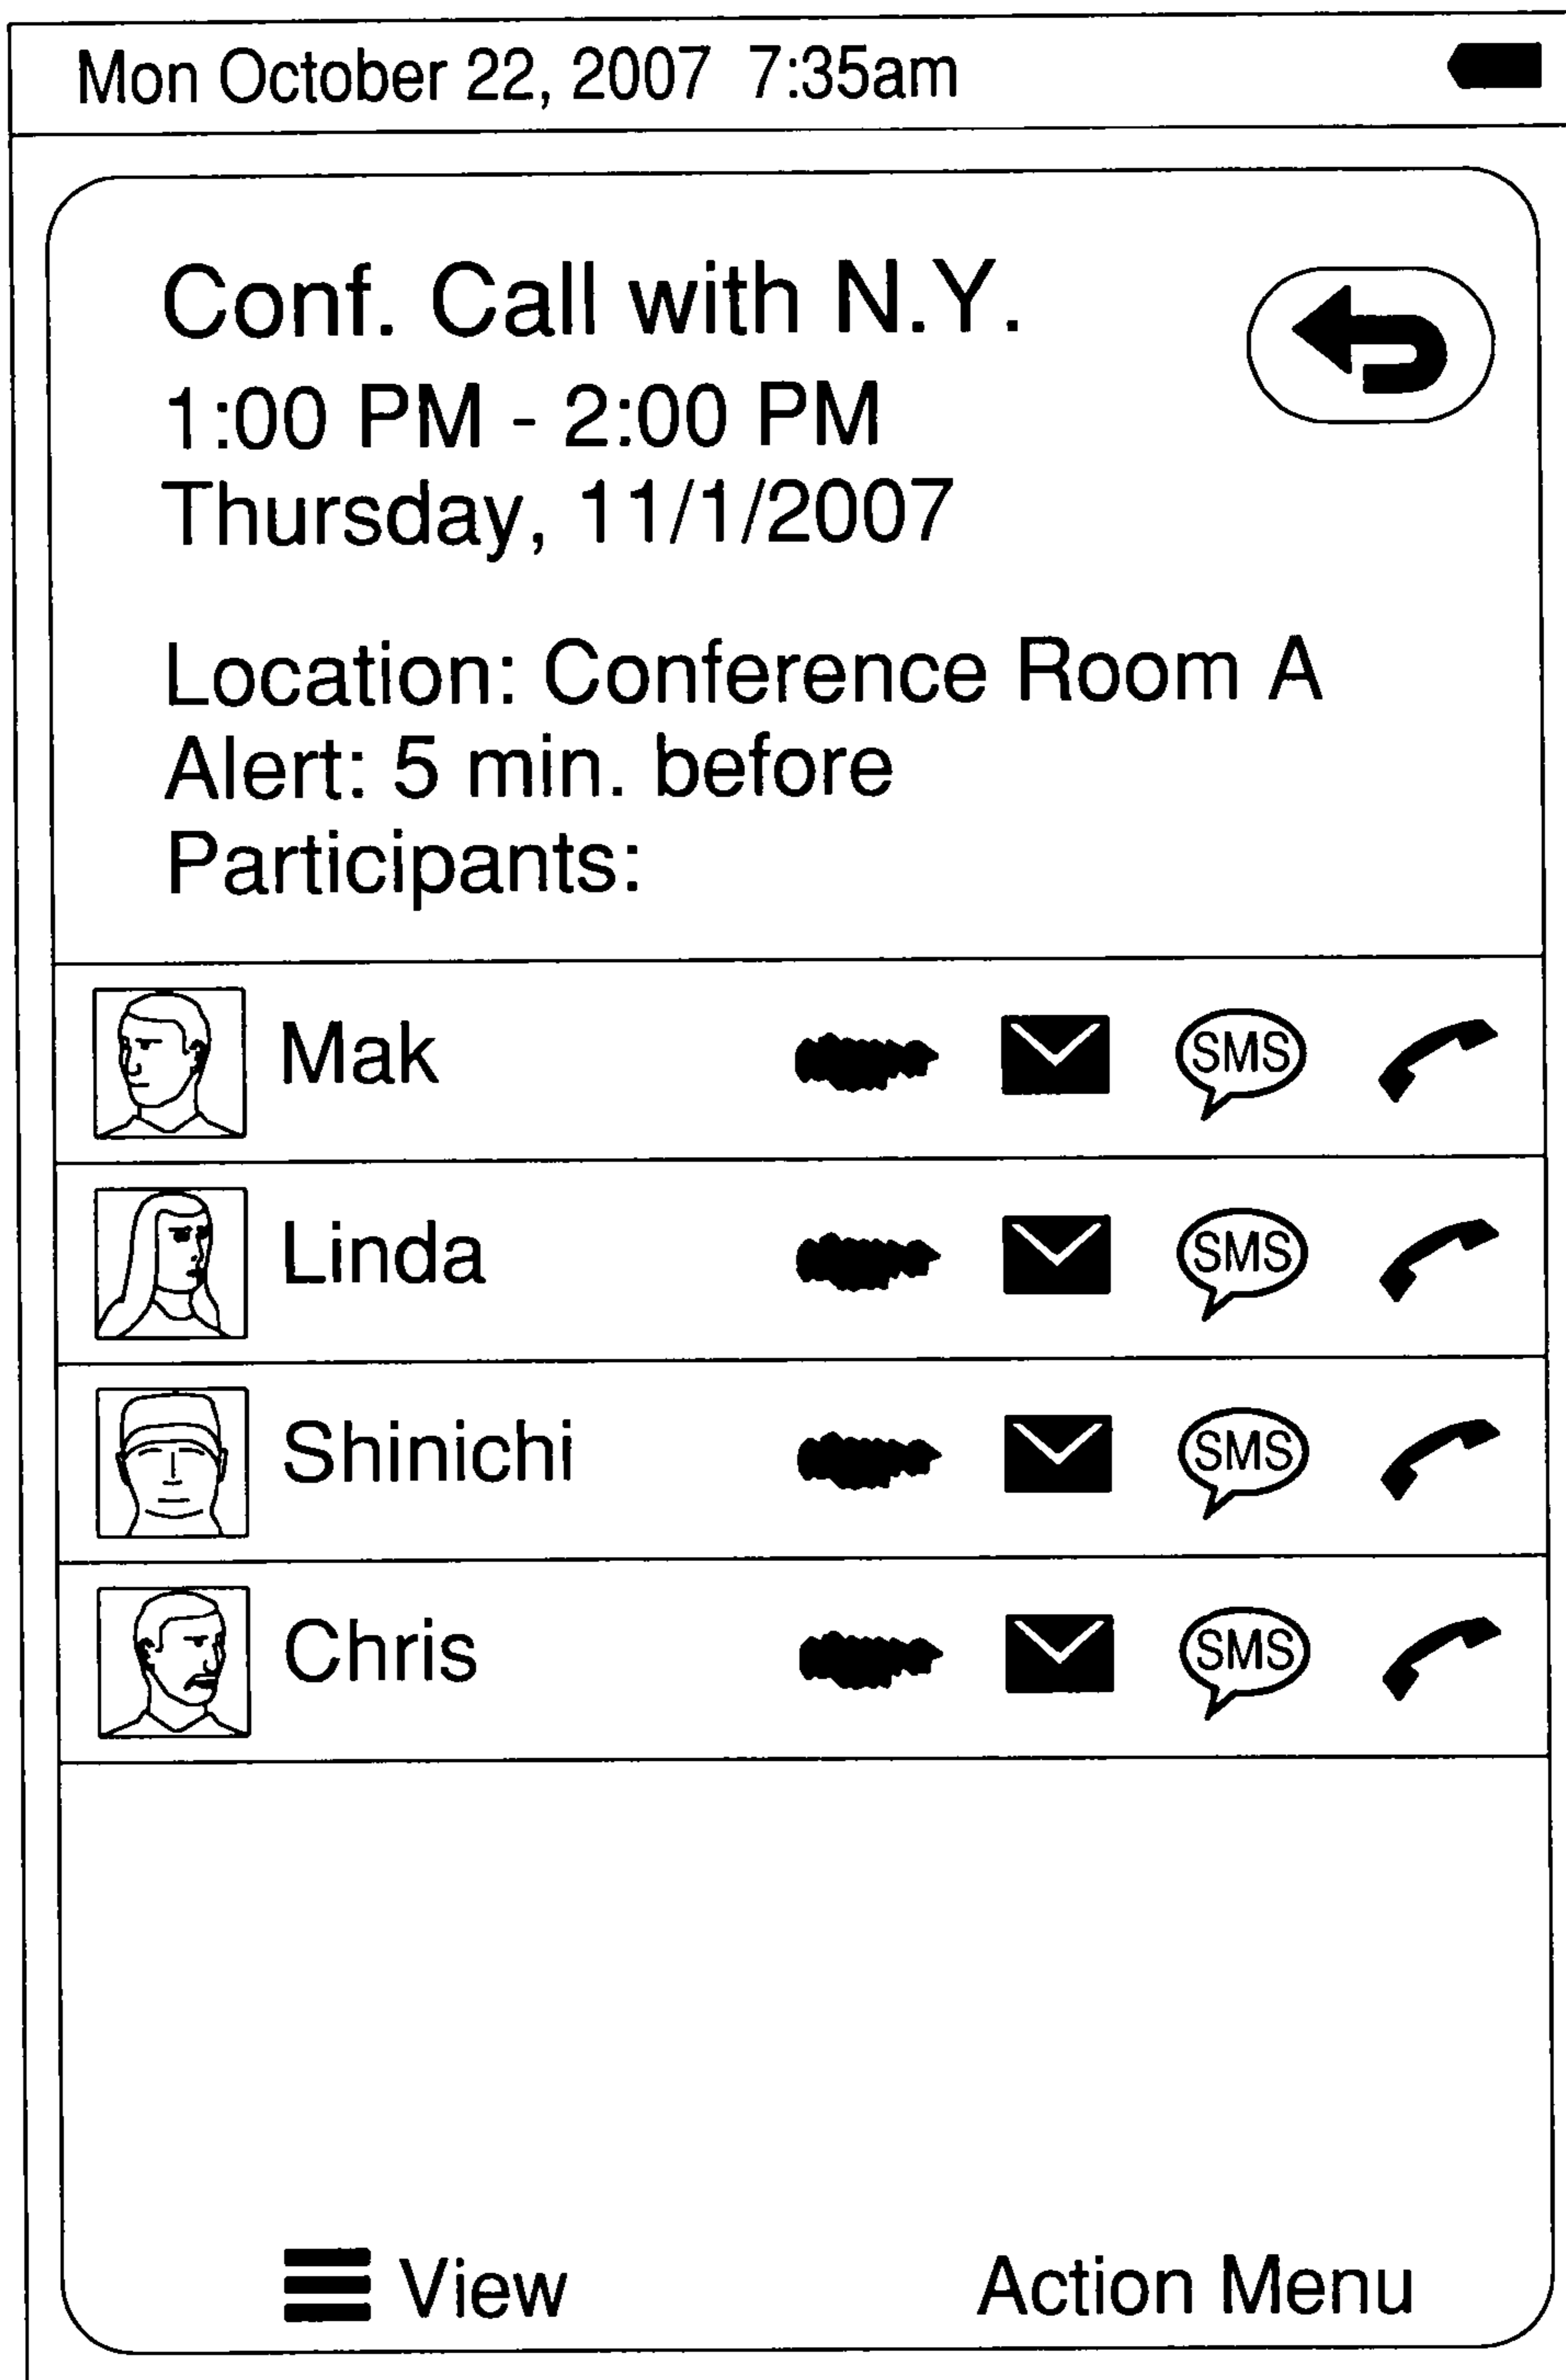 Mon October 22, 2007 7:35am
Conf. Call with N.Y.
1:00 PM - 2:00 PM
Thursday, 11/1/2007
Location: Conference Room A
Alert: 5 min. before
Participants:
Mak SMS
Linda SMS
Shinichi SMS
Chris SMS
View Action Menu